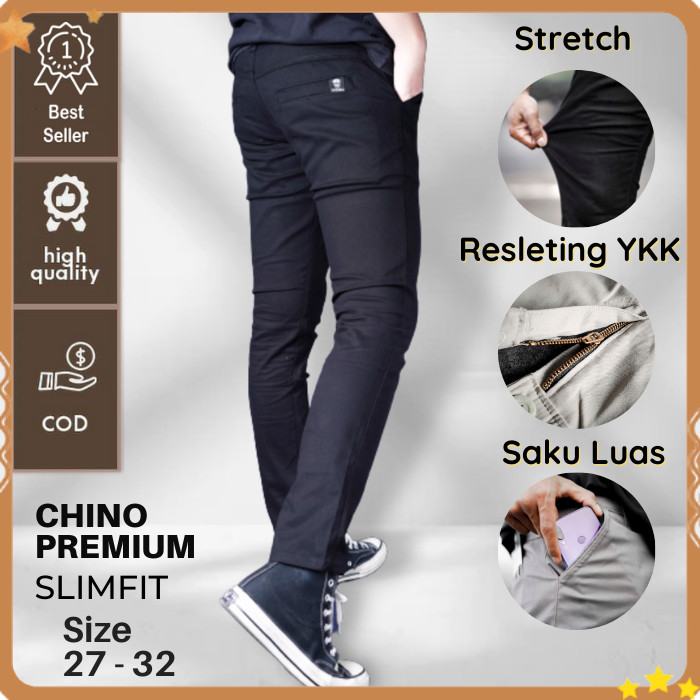 1
Best
Seller
high
quality
$
COD
Stretch
Resleting YKK
Saku Luas
CHINO
PREMIUM
SLIMFIT
Size
27 - 32